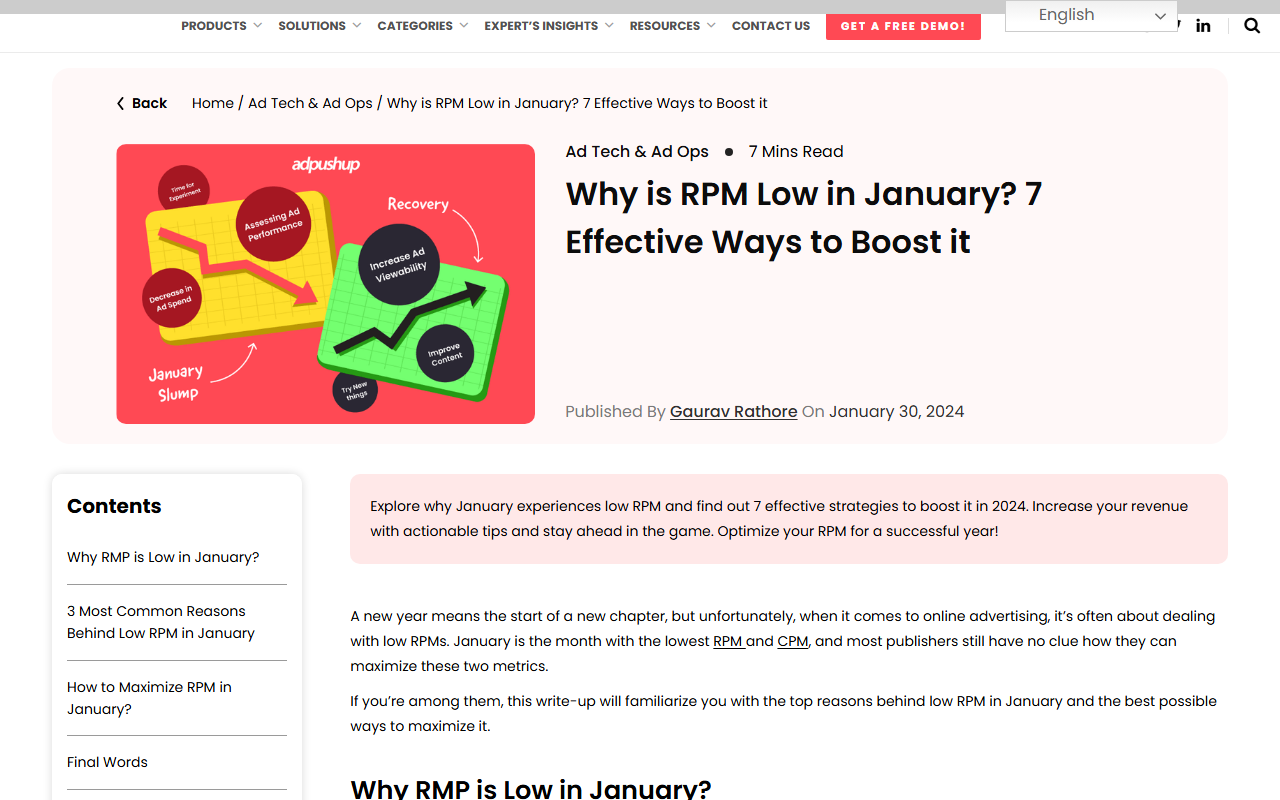 PRODUCTS SOLUTIONS CATEGORIES EXPERT'S INSIGHTS RESOURCES CONTACT US GET A FREE DEMO! English in
Back Home / Ad Tech & Ad Ops / Why is RPM Low in January? 7 Effective Ways to Boost it
adpushup
Time for
Experiment
Assessing Ad
Performance
Decrease in
Ad Spend
January
Slump
Recovery
Increase Ad
Viewability
Improve
Content
Try New
things
Ad Tech & Ad Ops • 7 Mins Read
Why is RPM Low in January? 7
Effective Ways to Boost it
Published By Gaurav Rathore On January 30, 2024
Contents
Why RMP is Low in January?
3 Most Common Reasons
Behind Low RPM in January
How to Maximize RPM in
January?
Final Words
Explore why January experiences low RPM and find out 7 effective strategies to boost it in 2024. Increase your revenue
with actionable tips and stay ahead in the game. Optimize your RPM for a successful year!
A new year means the start of a new chapter, but unfortunately, when it comes to online advertising, it's often about dealing
with low RPMs. January is the month with the lowest RPM and CPM, and most publishers still have no clue how they can
maximize these two metrics.
If you're among them, this write-up will familiarize you with the top reasons behind low RPM in January and the best possible
ways to maximize it.
Why RMP is Low in January?